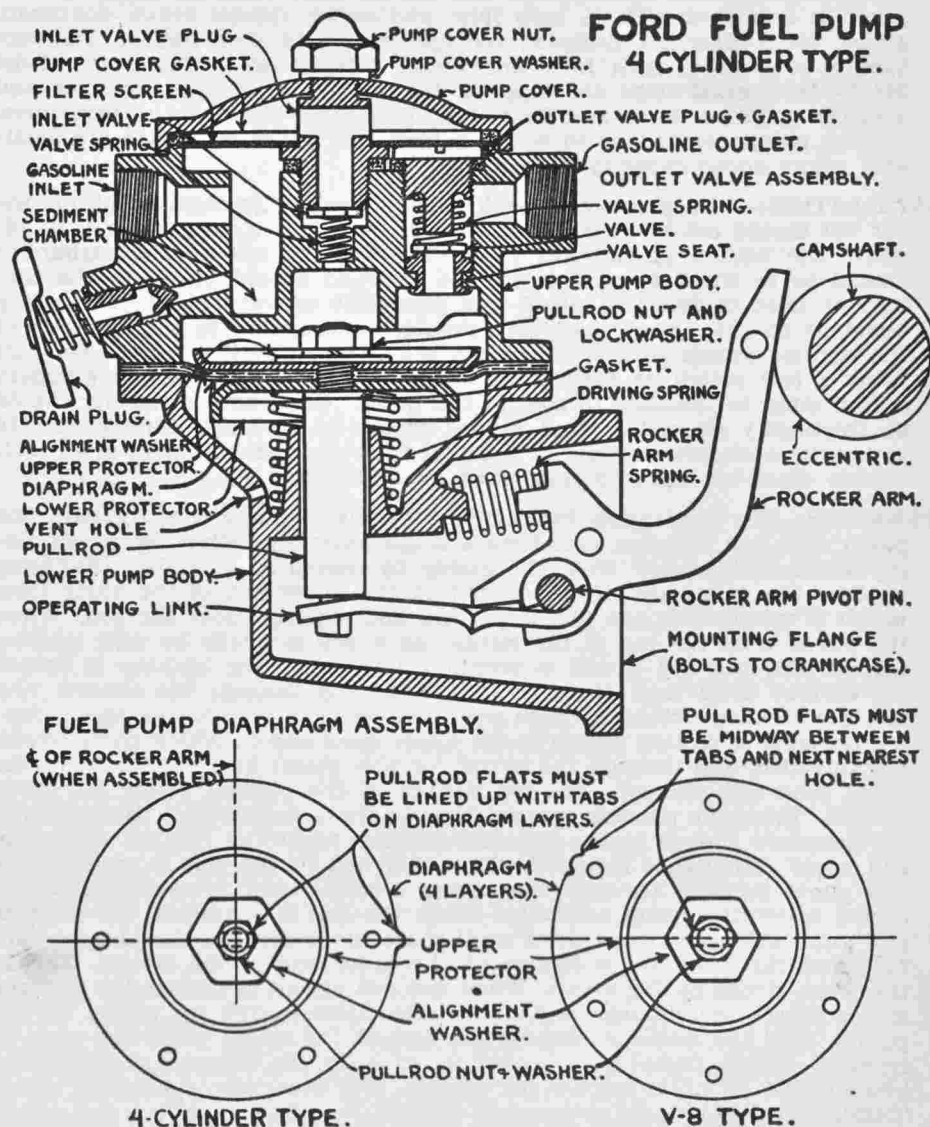 FORD FUEL PUMP
4 CYLINDER TYPE.
INLET VALVE PLUG
PUMP COVER GASKET.
FILTER SCREEN
INLET VALVE
VALVE SPRING
GASOLINE
INLET
SEDIMENT
CHAMBER
PUMP COVER NUT.
PUMP COVER WASHER.
PUMP COVER.
OUTLET VALVE PLUG & GASKET.
GASOLINE OUTLET.
OUTLET VALVE ASSEMBLY.
VALVE SPRING.
VALVE.
VALVE SEAT.
CAMSHAFT.
UPPER PUMP BODY.
PULLROD NUT AND
LOCKWASHER.
GASKET.
DRIVING SPRING
ROCKER
ARM
SPRING.
ECCENTRIC.
ROCKER ARM.
DRAIN PLUG.
ALIGNMENT WASHER
UPPER PROTECTOR.
DIAPHRAGM.
LOWER PROTECTOR.
VENT HOLE
PULLROD
LOWER PUMP BODY.
OPERATING LINK.
ROCKER ARM PIVOT PIN.
MOUNTING FLANGE
(BOLTS TO CRANKCASE).
FUEL PUMP DIAPHRAGM ASSEMBLY.
℄ OF ROCKER ARM
(WHEN ASSEMBLED)
PULLROD FLATS MUST
BE LINED UP WITH TABS
ON DIAPHRAGM LAYERS.
PULLROD FLATS MUST
BE MIDWAY BETWEEN
TABS AND NEXT NEAREST
HOLE.
DIAPHRAGM
(4 LAYERS).
UPPER
PROTECTOR
ALIGNMENT
WASHER.
PULLROD NUT & WASHER.
4-CYLINDER TYPE.
V-8 TYPE.